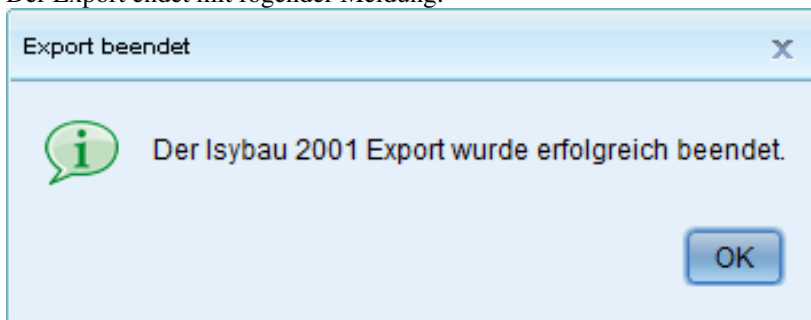 Der Export endet mit folgender Meldung:
Export beendet
Der Isybau 2001 Export wurde erfolgreich beendet.
OK